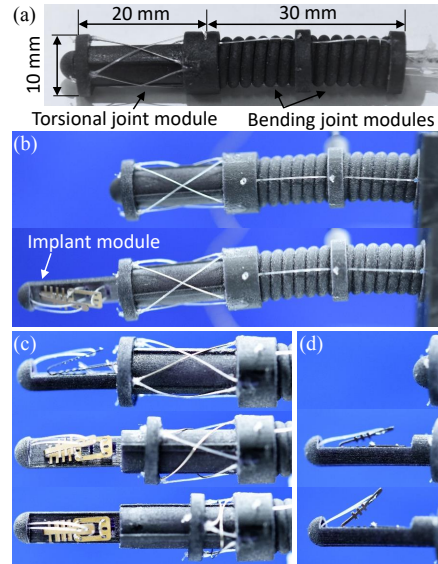 (a)
20 mm
30 mm
10 mm
Torsional joint module
Bending joint modules
(b)
Implant module
(c)
(d)